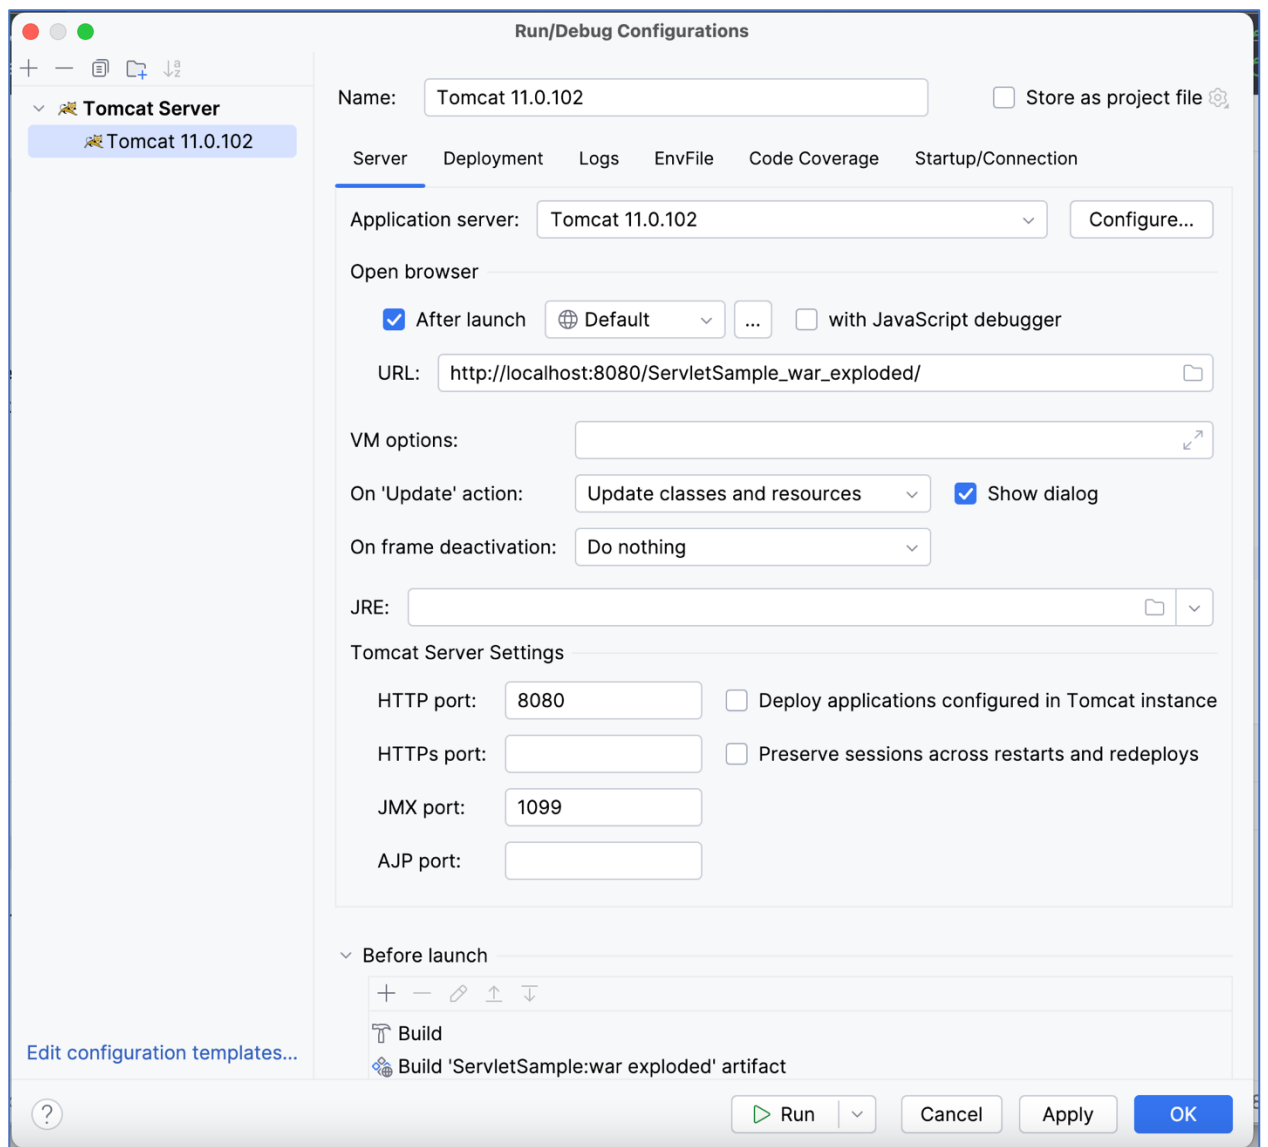 Run/Debug Configurations
Tomcat Server
Tomcat 11.0.102
Edit configuration templates...
Name: Tomcat 11.0.102 Store as project file
Server Deployment Logs EnvFile Code Coverage Startup/Connection
Application server: Tomcat 11.0.102 Configure...
Open browser
After launch Default ... with JavaScript debugger
URL: http://localhost:8080/ServletSample_war_exploded/
VM options:
On 'Update' action: Update classes and resources Show dialog
On frame deactivation: Do nothing
JRE:
Tomcat Server Settings
HTTP port: 8080 Deploy applications configured in Tomcat instance
HTTPs port: Preserve sessions across restarts and redeploys
JMX port: 1099
AJP port:
Before launch
Build
Build 'ServletSample:war exploded' artifact
? Run Cancel Apply OK